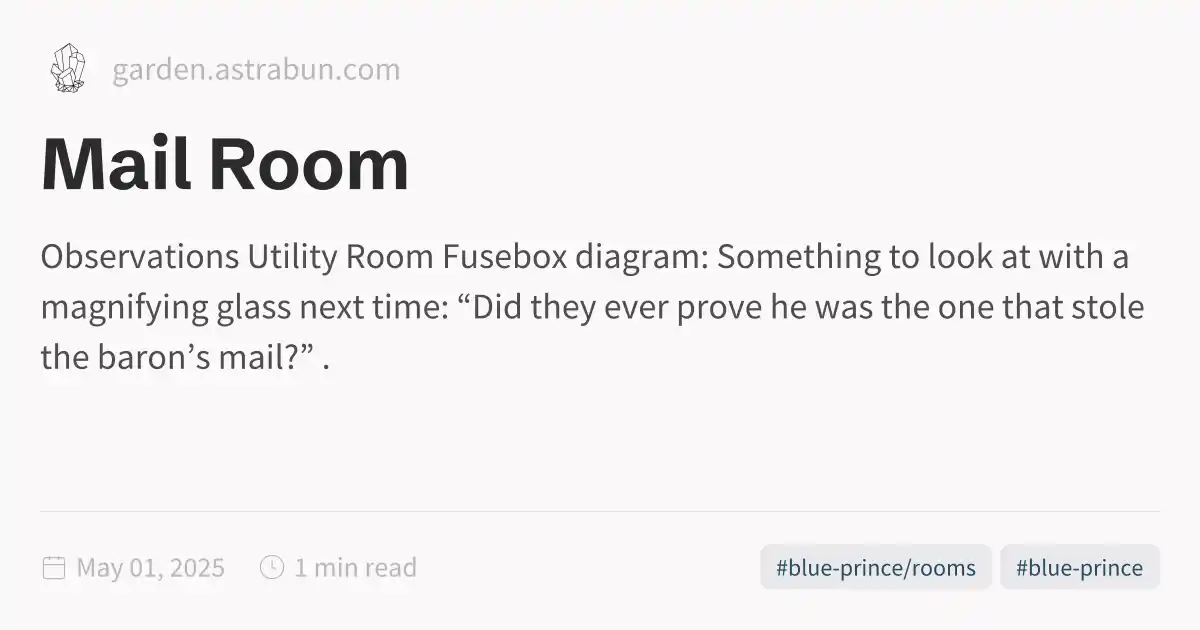 garden.astrabun.com
Mail Room
Observations Utility Room Fusebox diagram: Something to look at with a
magnifying glass next time: “Did they ever prove he was the one that stole
the baron’s mail?” .
May 01, 2025 1 min read #blue-prince/rooms #blue-prince